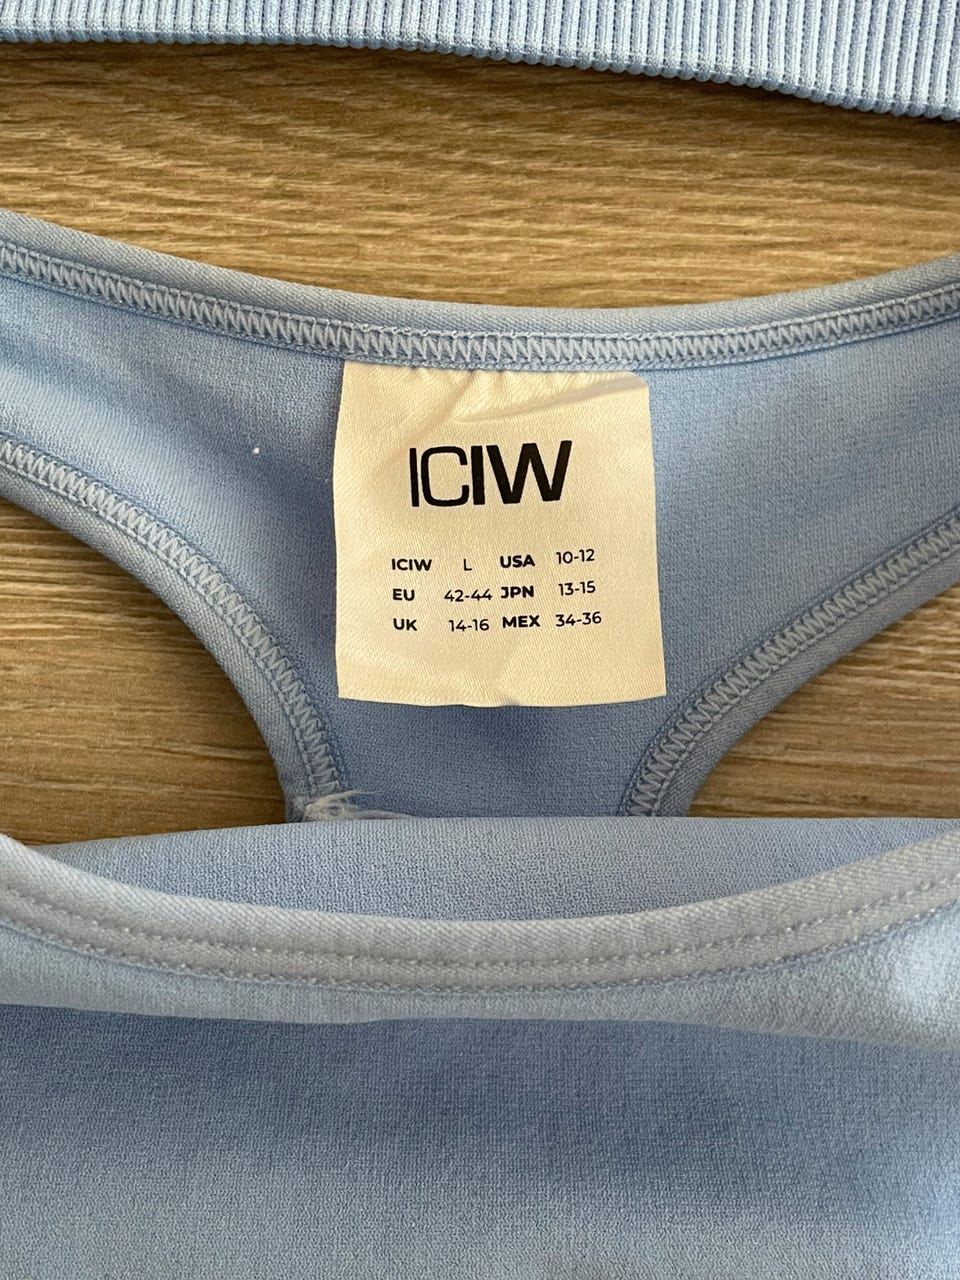 ICIW
ICIW L USA 10-12
EU 42-44 JPN 13-15
UK 14-16 MEX 34-36